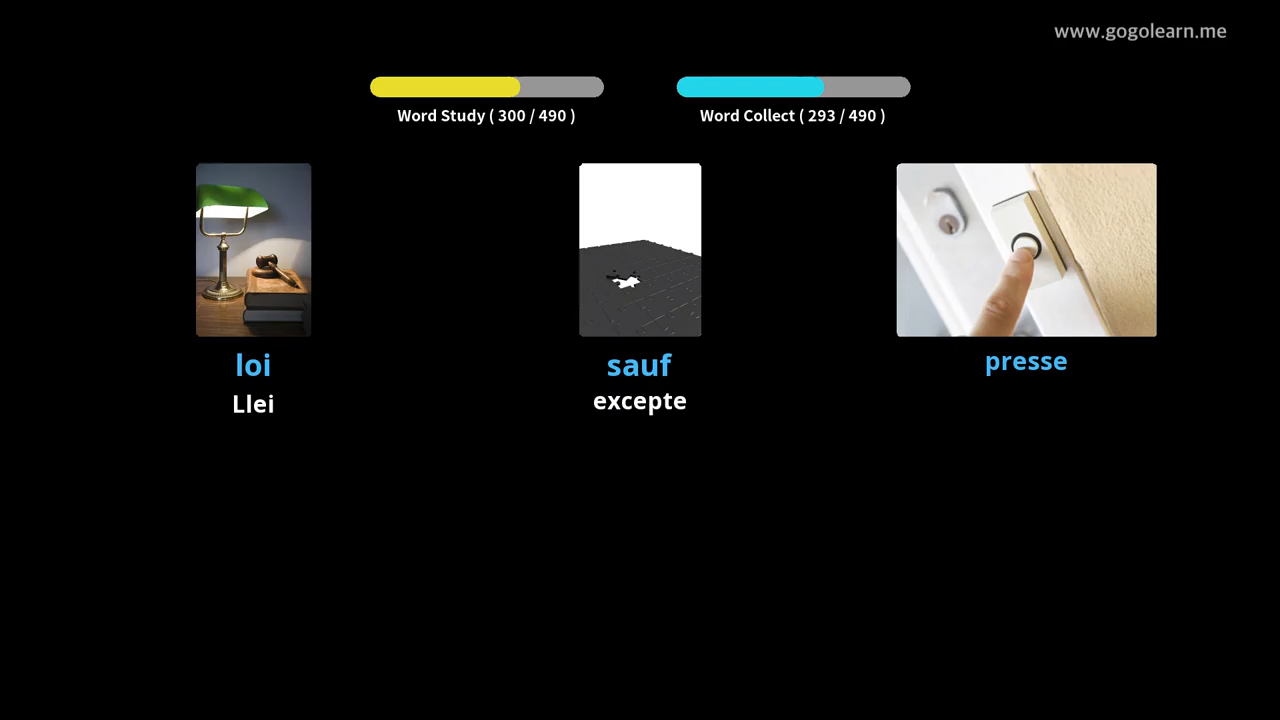 www.gogolearn.me
Word Study ( 300 / 490 )
Word Collect ( 293 / 490 )
loi
Llei
sauf
excepte
presse